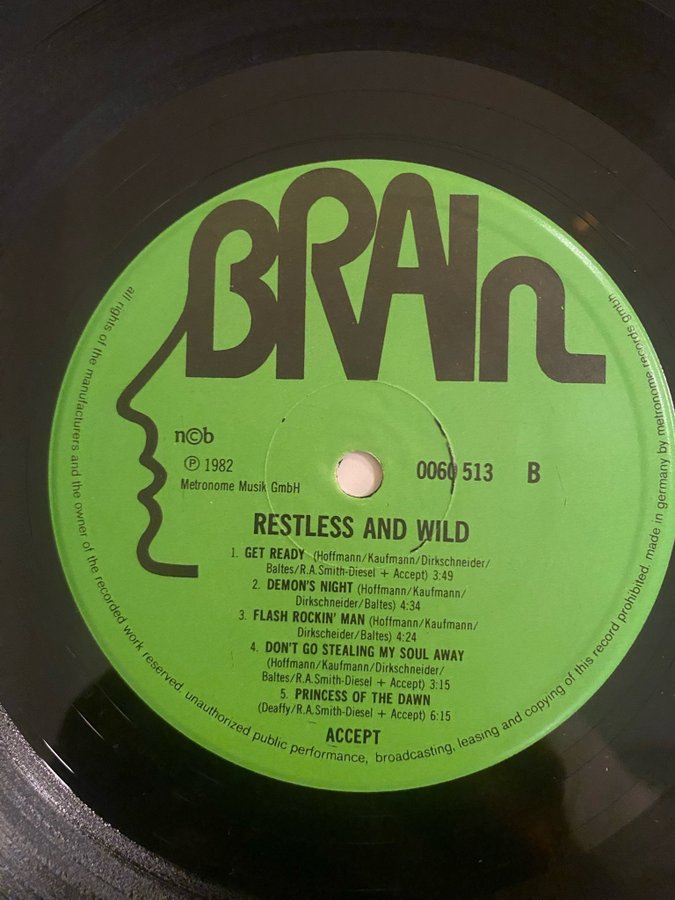 BRAIN
n©b
℗ 1982
Metronome Musik GmbH
0060 513 B
RESTLESS AND WILD
1. GET READY (Hoffmann/Kaufmann/Dirkschneider/
Baltes/R.A.Smith-Diesel + Accept) 3:49
2. DEMON'S NIGHT (Hoffmann/Kaufmann/
Dirkschneider/Baltes) 4:34
3. FLASH ROCKIN' MAN (Hoffmann/Kaufmann/
Dirkscheider/Baltes) 4:24
4. DON'T GO STEALING MY SOUL AWAY
(Hoffmann/Kaufmann/Dirkschneider/
Baltes/R.A.Smith-Diesel + Accept) 3:15
5. PRINCESS OF THE DAWN
(Deaffy/R.A.Smith-Diesel + Accept) 6:15
ACCEPT
all rights of the manufacturers and the owner of the recorded work reserved. unauthorized public performance, broadcasting, leasing and copying of this record prohibited. made in germany by metronome records gmbh